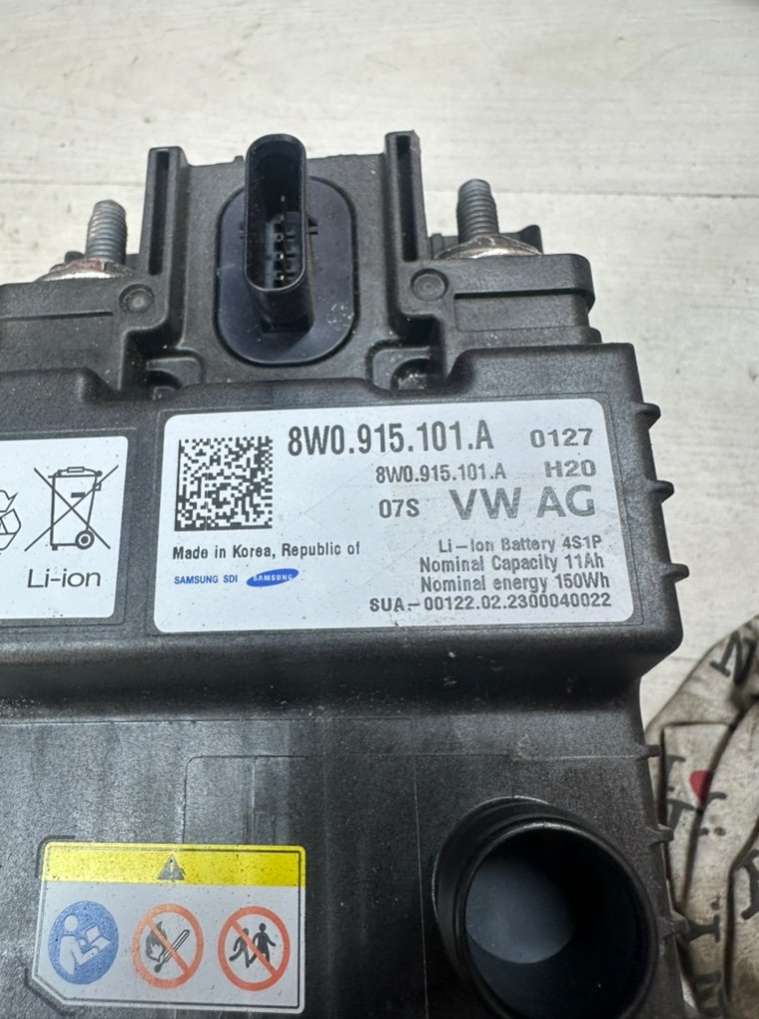 8W0.915.101.A 0127
8W0.915.101.A H20
07S VW AG
Made in Korea, Republic of
SAMSUNG SDI SAMSUNG
Li-Ion Battery 4S1P
Nominal Capacity 11Ah
Nominal energy 150Wh
SUA-00122.02.2300040022
Li-ion